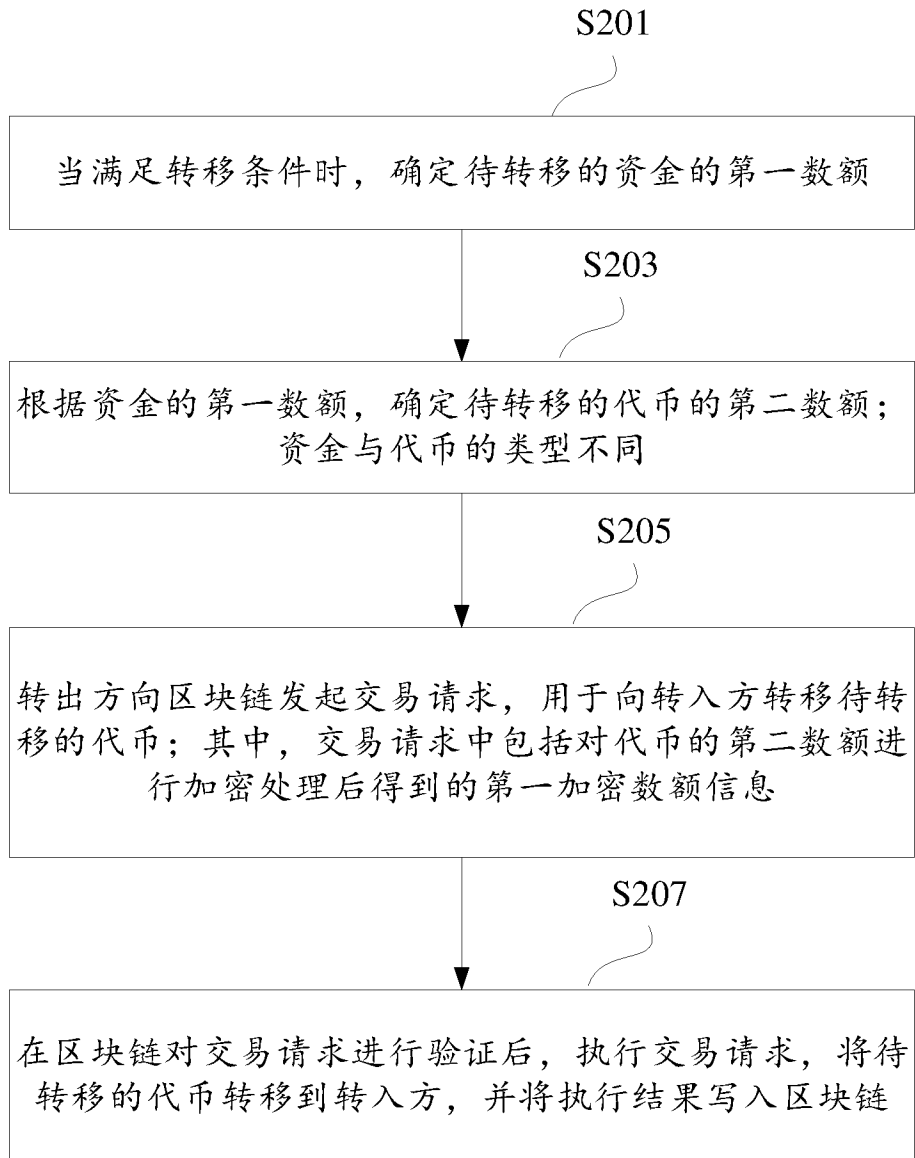 S201
当满足转移条件时，确定待转移的资金的第一数额
S203
根据资金的第一数额，确定待转移的代币的第二数额；
资金与代币的类型不同
S205
转出方向区块链发起交易请求，用于向转入方转移待转
移的代币；其中，交易请求中包括对代币的第二数额进
行加密处理后得到的第一加密数额信息
S207
在区块链对交易请求进行验证后，执行交易请求，将待
转移的代币转移到转入方，并将执行结果写入区块链